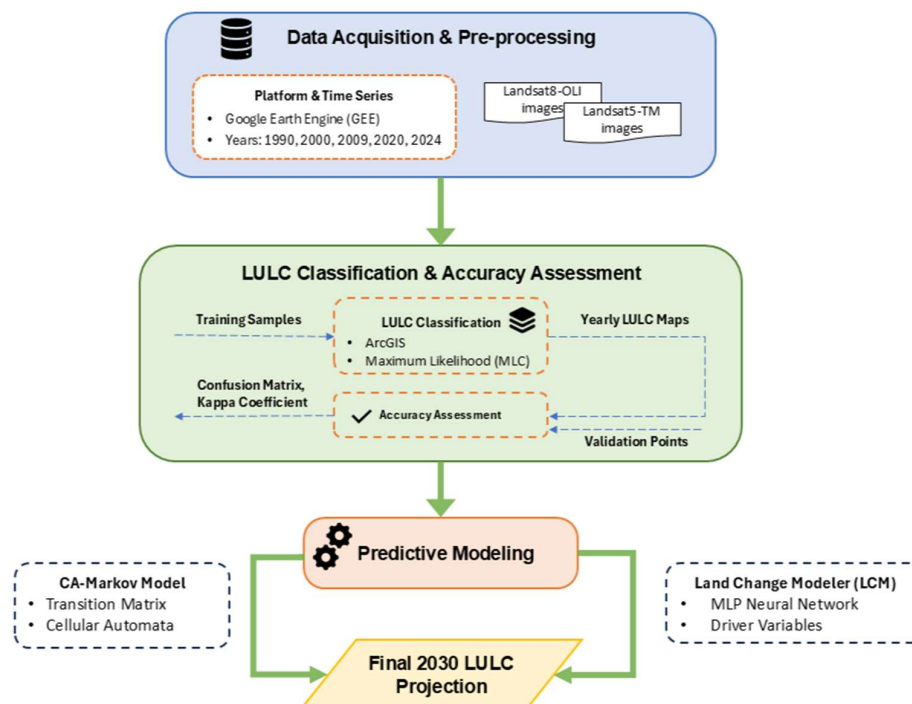 Data Acquisition & Pre-processing
Platform & Time Series
• Google Earth Engine (GEE)
• Years: 1990, 2000, 2009, 2020, 2024
Landsat8-OLI
images
Landsat5-TM
images
LULC Classification & Accuracy Assessment
Training Samples
LULC Classification
• ArcGIS
• Maximum Likelihood (MLC)
Yearly LULC Maps
Confusion Matrix,
Kappa Coefficient
Accuracy Assessment
Validation Points
Predictive Modeling
CA-Markov Model
• Transition Matrix
• Cellular Automata
Land Change Modeler (LCM)
• MLP Neural Network
• Driver Variables
Final 2030 LULC
Projection